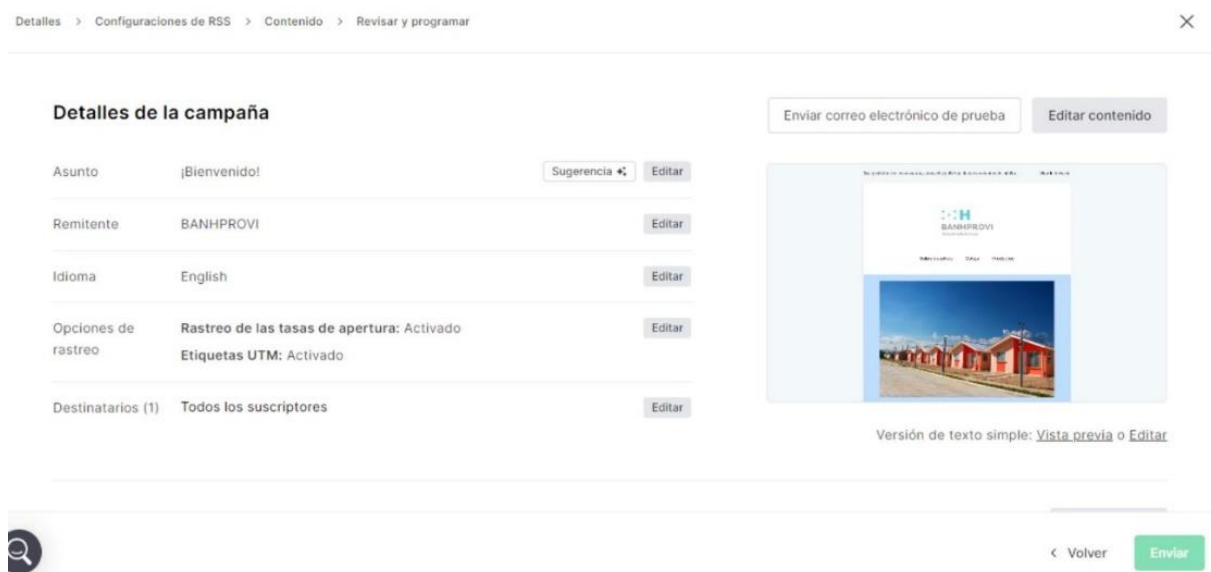 Detalles > Configuraciones de RSS > Contenido > Revisar y programar
Detalles de la campaña
Enviar correo electrónico de prueba
Editar contenido
Asunto ¡Bienvenido! Sugerencia Editar
Remitente BANHPROVI Editar
Idioma English Editar
Opciones de rastreo Rastreo de las tasas de apertura: Activado Editar
Etiquetas UTM: Activado
Destinatarios (1) Todos los suscriptores Editar
H
BANHPROVI
Versión de texto simple: Vista previa o Editar
< Volver
Enviar